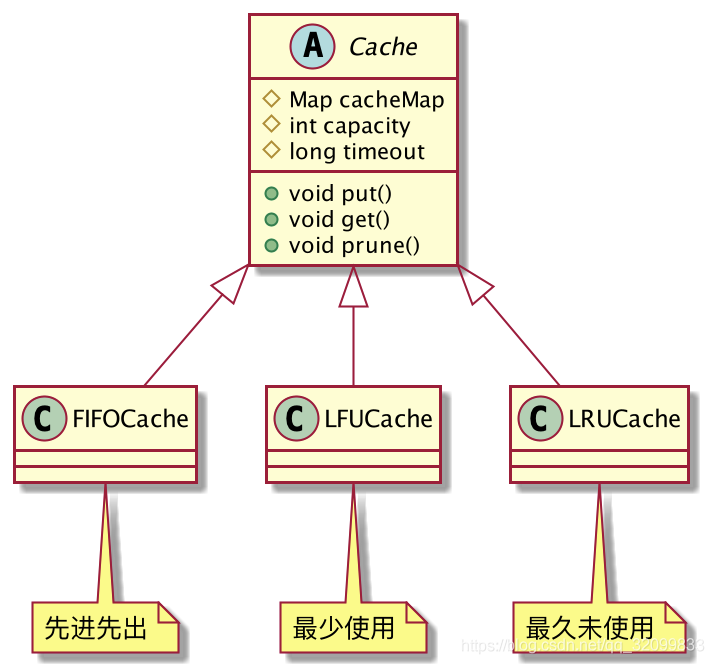 A Cache
Map cacheMap
int capacity
long timeout
void put()
void get()
void prune()
C FIFOCache
C LFUCache
C LRUCache
先进先出
最少使用
最久未使用
https://blog.csdn.net/qq_32099833